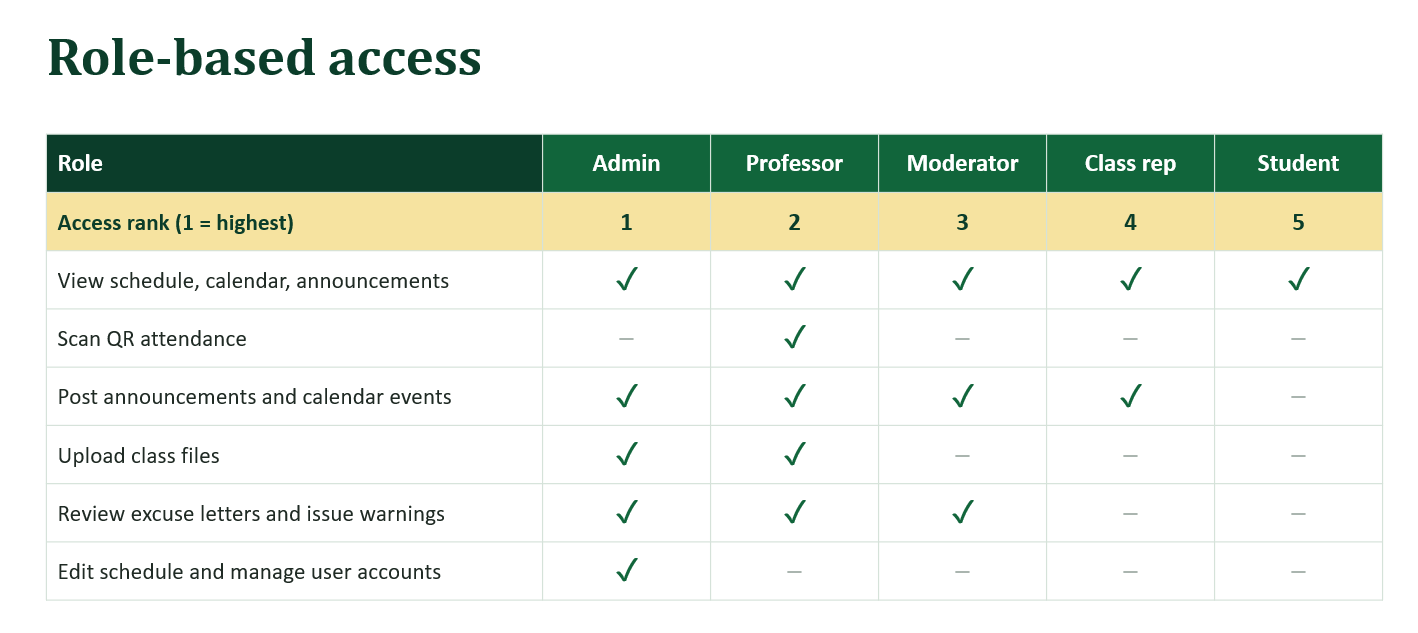 Role-based access
Role Admin Professor Moderator Class rep Student
Access rank (1 = highest) 1 2 3 4 5
View schedule, calendar, announcements ✓ ✓ ✓ ✓ ✓
Scan QR attendance – ✓ – – –
Post announcements and calendar events ✓ ✓ ✓ ✓ –
Upload class files ✓ ✓ – – –
Review excuse letters and issue warnings ✓ ✓ ✓ – –
Edit schedule and manage user accounts ✓ – – – –